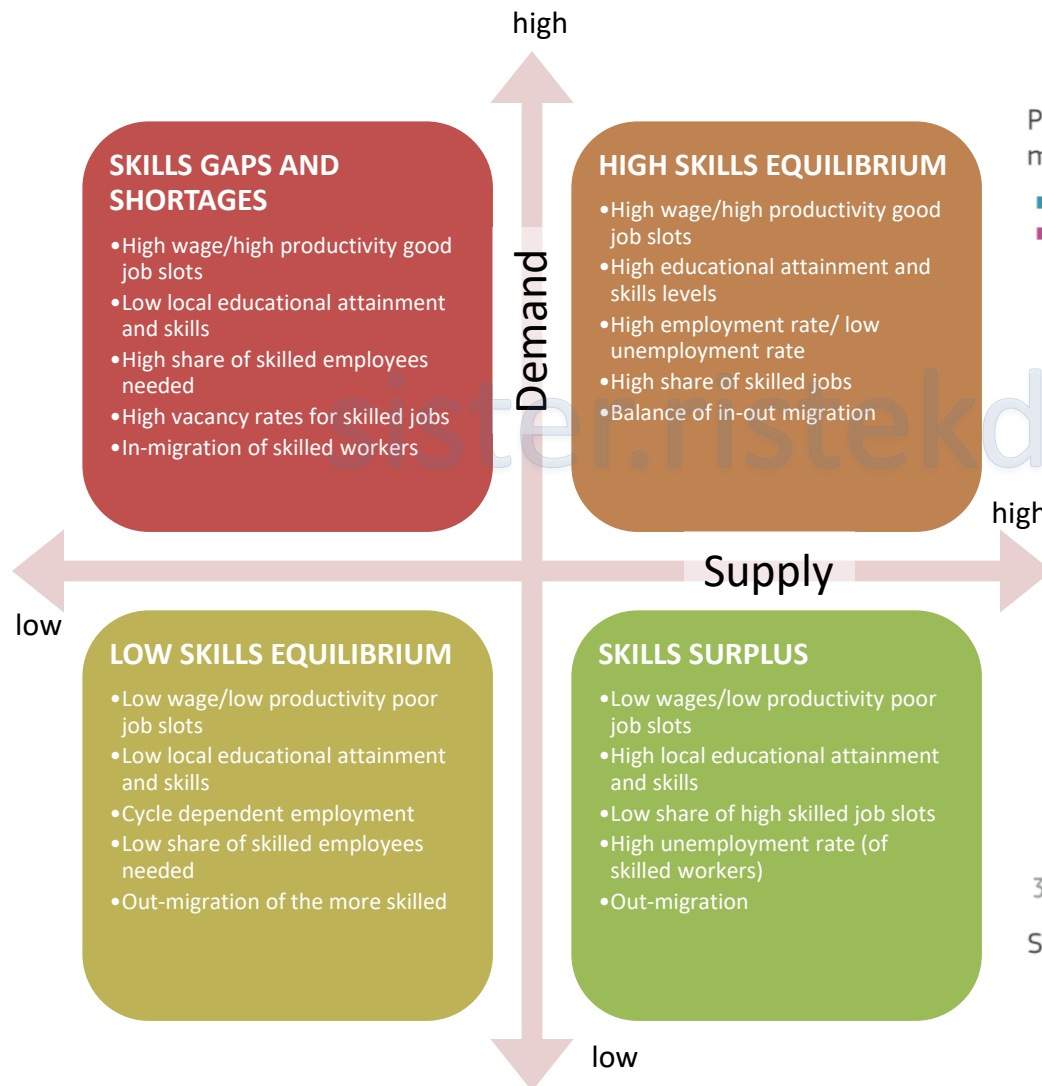 high
SKILLS GAPS AND
SHORTAGES
•High wage/high productivity good
job slots
•Low local educational attainment
and skills
•High share of skilled employees
needed
•High vacancy rates for skilled jobs
•In-migration of skilled workers
Demand
HIGH SKILLS EQUILIBRIUM
•High wage/high productivity good
job slots
•High educational attainment and
skills levels
•High employment rate/ low
unemployment rate
•High share of skilled jobs
•Balance of in-out migration
P
m
sister.ristekd
high
Supply
low
LOW SKILLS EQUILIBRIUM
•Low wage/low productivity poor
job slots
•Low local educational attainment
and skills
•Cycle dependent employment
•Low share of skilled employees
needed
•Out-migration of the more skilled
SKILLS SURPLUS
•Low wages/low productivity poor
job slots
•High local educational attainment
and skills
•Low share of high skilled job slots
•High unemployment rate (of
skilled workers)
•Out-migration
3
S
low